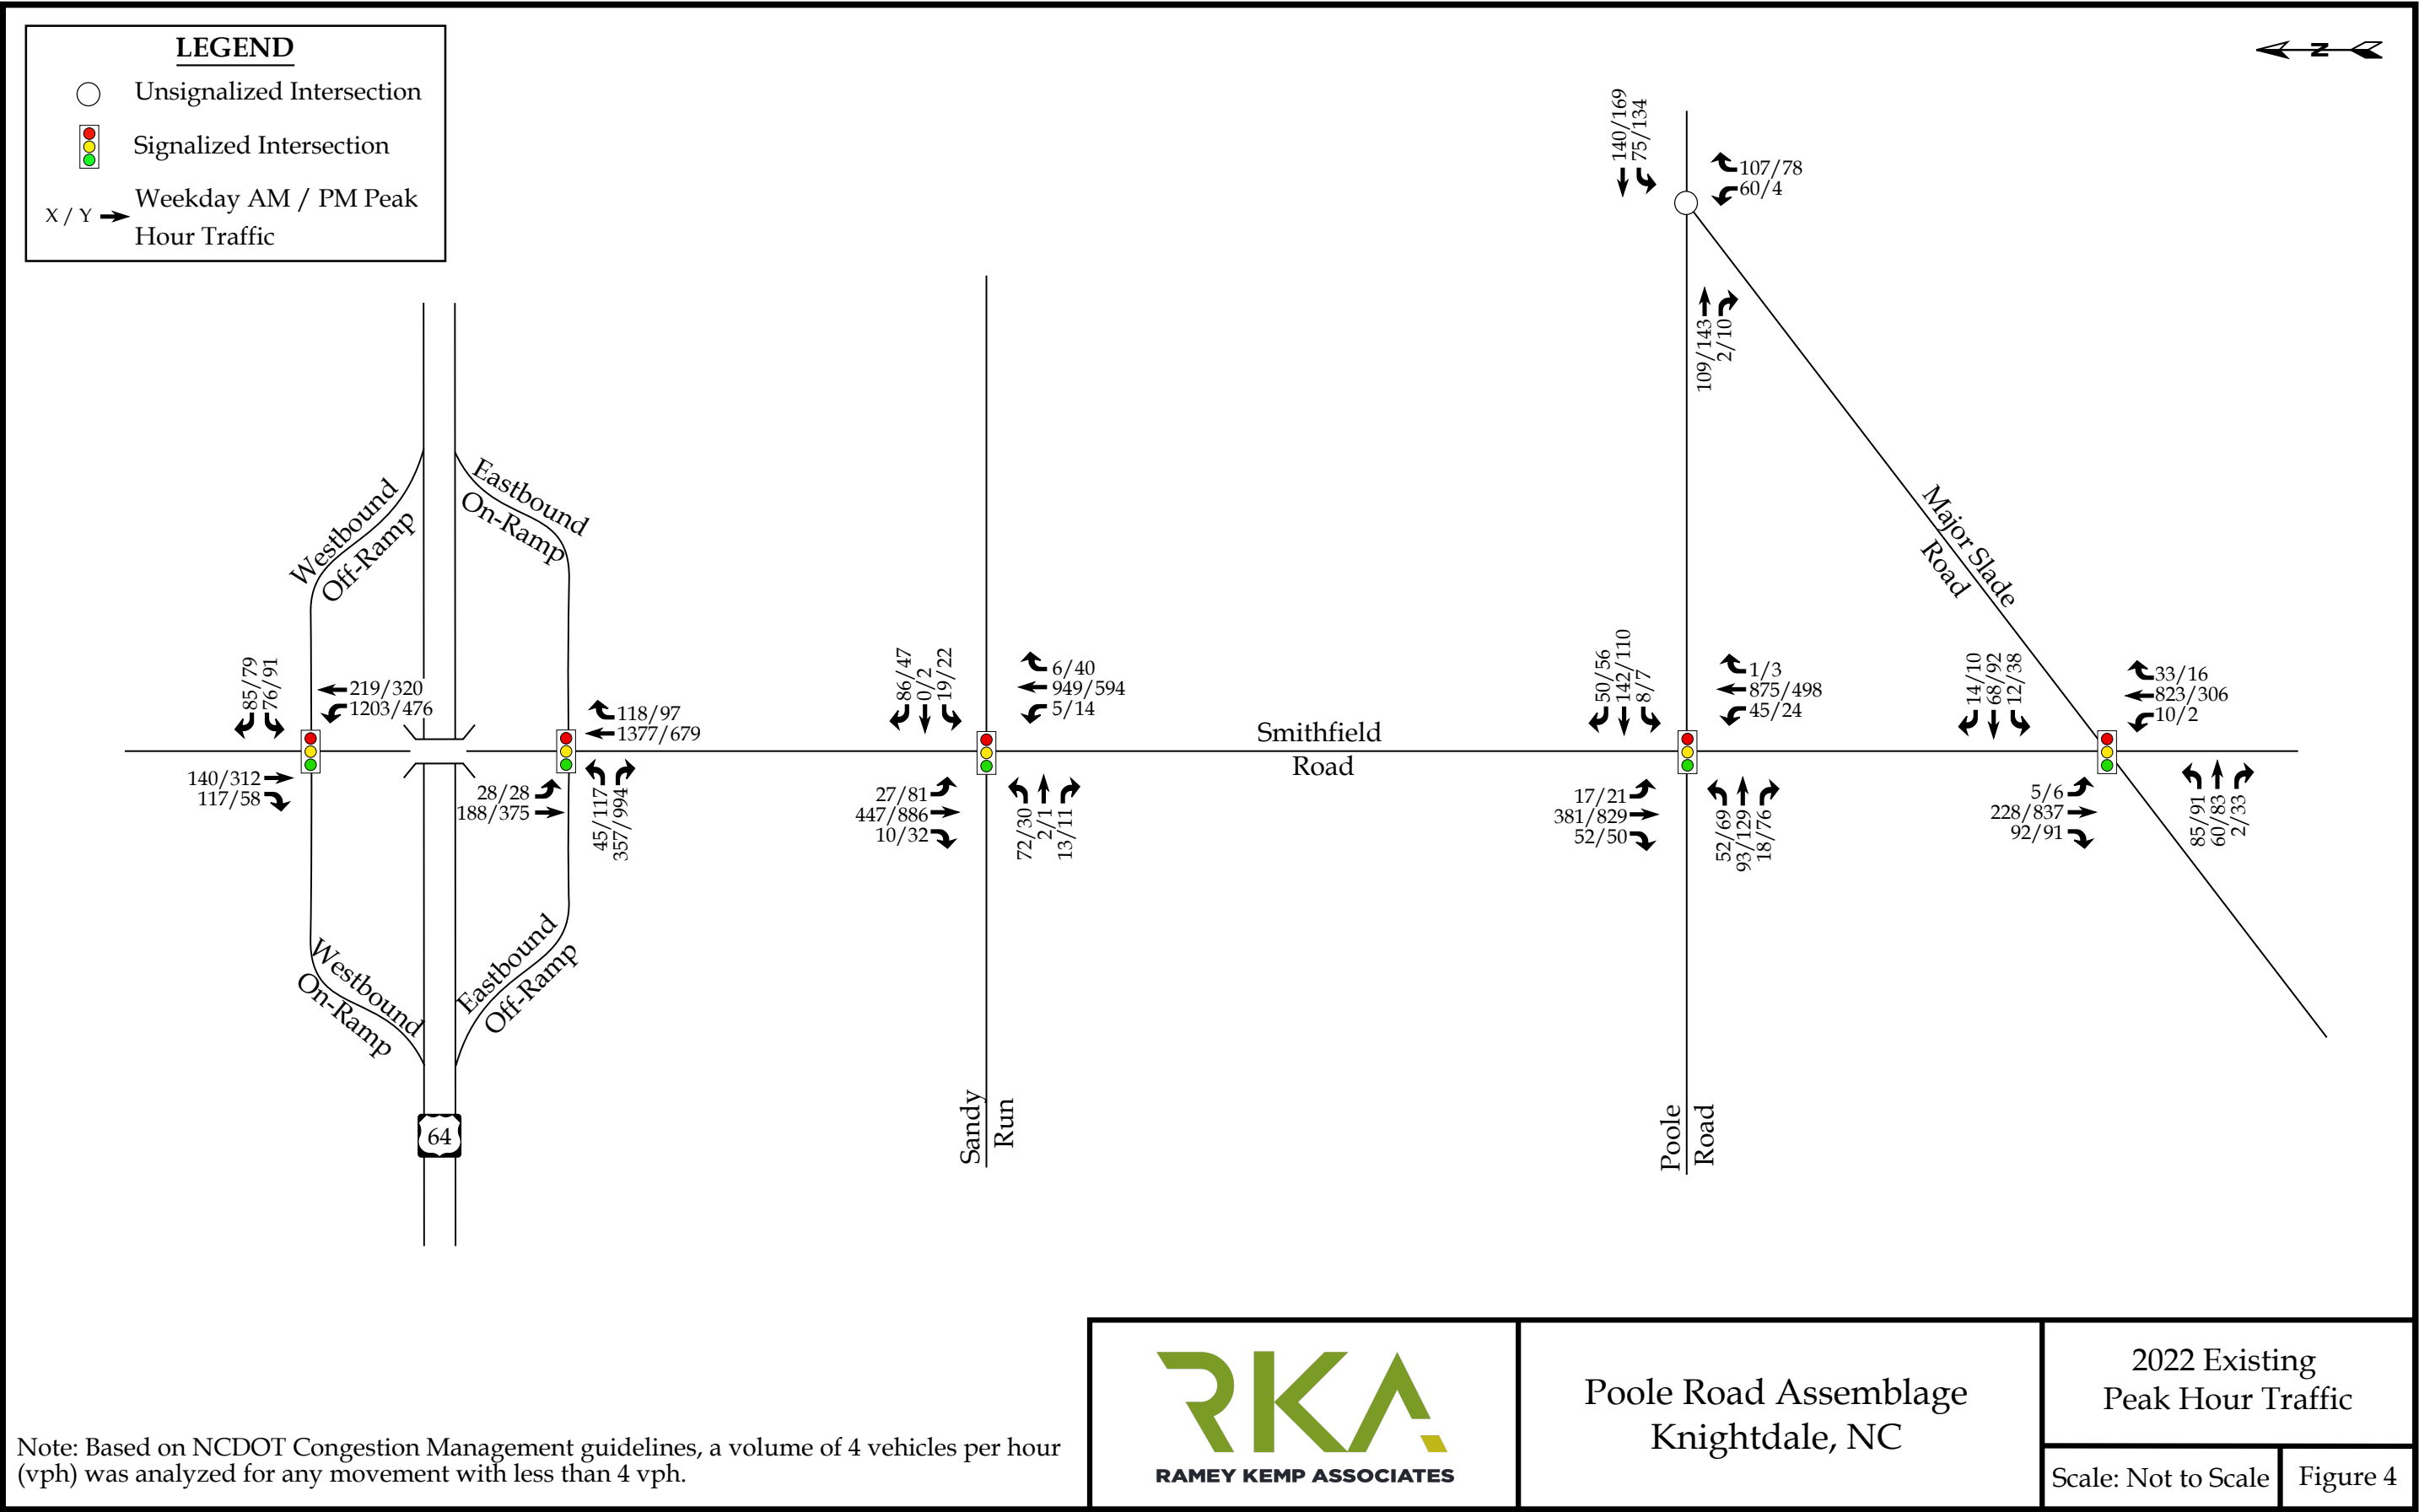 LEGEND
Unsignalized Intersection
Signalized Intersection
X / Y
Weekday AM / PM Peak
Hour Traffic
N
140/169
75/134
107/78
60/4
109/143
2/10
Westbound
Off-Ramp
Eastbound
On-Ramp
Major Slade
Road
85/79
76/91
219/320
1203/476
140/312
117/58
118/97
1377/679
28/28
188/375
45/117
357/994
86/47
0/2
19/22
6/40
949/594
5/14
27/81
447/886
10/32
72/30
2/1
13/11
Smithfield
Road
50/56
142/110
8/7
1/3
875/498
45/24
17/21
381/829
52/50
52/69
93/129
18/76
14/10
68/92
12/38
33/16
823/306
10/2
5/6
228/837
92/91
85/91
60/83
2/33
Westbound
On-Ramp
Eastbound
Off-Ramp
64
Sandy
Run
Poole
Road
Note: Based on NCDOT Congestion Management guidelines, a volume of 4 vehicles per hour
(vph) was analyzed for any movement with less than 4 vph.
RKA
RAMEY KEMP ASSOCIATES
Poole Road Assemblage
Knightdale, NC
2022 Existing
Peak Hour Traffic
Scale: Not to Scale
Figure 4